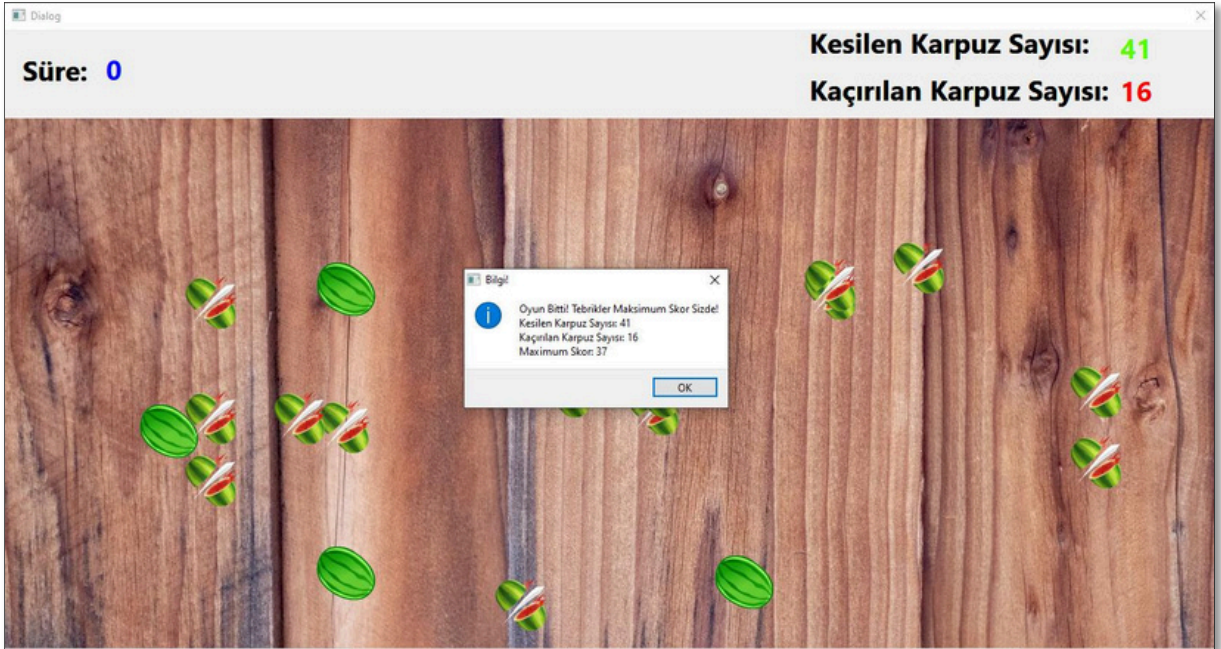 Dialog
Süre: 0
Kesilen Karpuz Sayısı: 41
Kaçırılan Karpuz Sayısı: 16
Bilgi!
Oyun Bitti! Tebrikler Maksimum Skor Sizde!
Kesilen Karpuz Sayısı: 41
Kaçırılan Karpuz Sayısı: 16
Maximum Skor: 37
OK